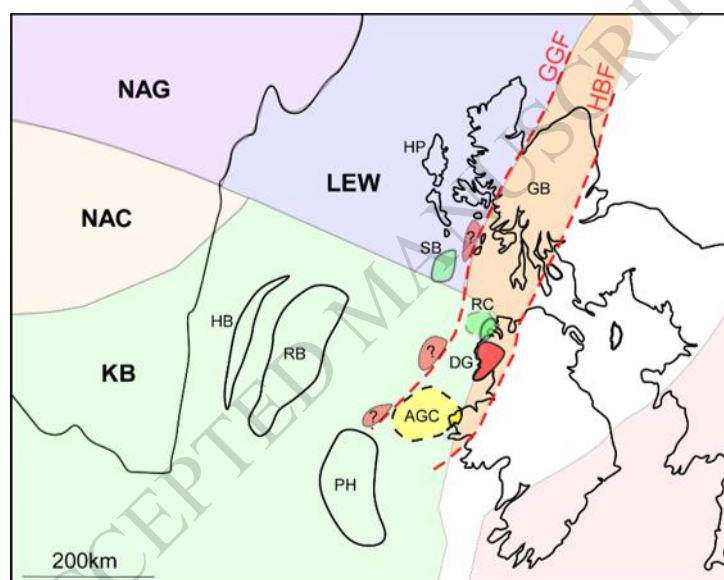 NAG
GGF
HBF
HP
GB
LEW
NAC
?
SB
RC
HB
RB
?
DG
KB
?
AGC
PH
200km
ACCEPTED MANUSCRIPT